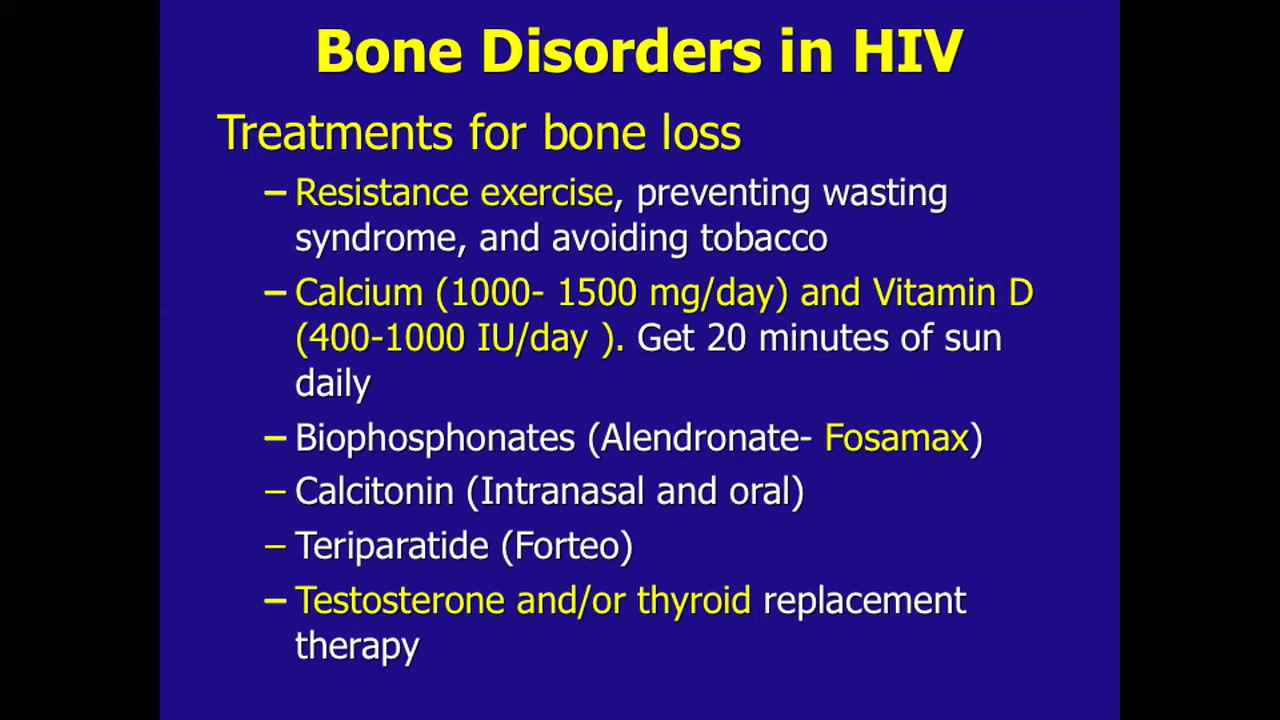 Bone Disorders in HIV
Treatments for bone loss
– Resistance exercise, preventing wasting
syndrome, and avoiding tobacco
– Calcium (1000- 1500 mg/day) and Vitamin D
(400-1000 IU/day ). Get 20 minutes of sun
daily
– Biophosphonates (Alendronate- Fosamax)
– Calcitonin (Intranasal and oral)
– Teriparatide (Forteo)
– Testosterone and/or thyroid replacement
therapy